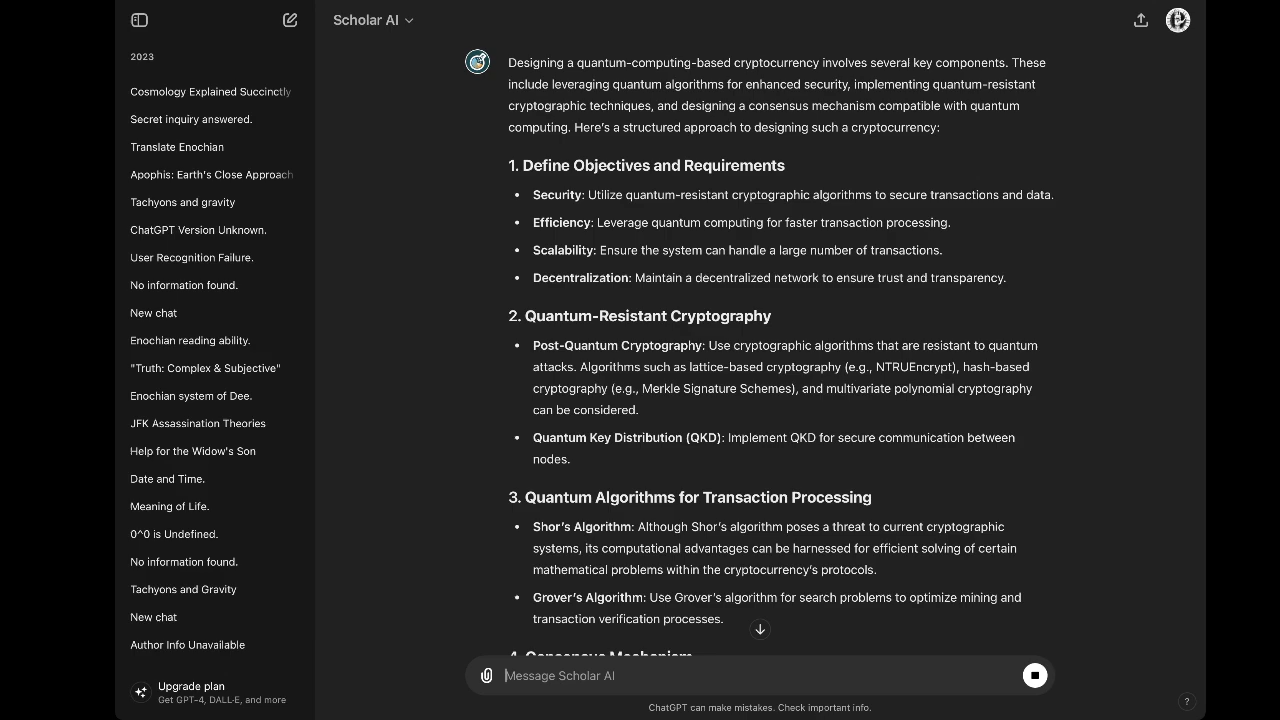 2023
Cosmology Explained Succinctly
Secret inquiry answered.
Translate Enochian
Apophis: Earth's Close Approach
Tachyons and gravity
ChatGPT Version Unknown.
User Recognition Failure.
No information found.
New chat
Enochian reading ability.
"Truth: Complex & Subjective"
Enochian system of Dee.
JFK Assassination Theories
Help for the Widow's Son
Date and Time.
Meaning of Life.
0^0 is Undefined.
No information found.
Tachyons and Gravity
New chat
Author Info Unavailable
Upgrade plan
Get GPT-4, DALL·E, and more
Scholar AI
Designing a quantum-computing-based cryptocurrency involves several key components. These
include leveraging quantum algorithms for enhanced security, implementing quantum-resistant
cryptographic techniques, and designing a consensus mechanism compatible with quantum
computing. Here's a structured approach to designing such a cryptocurrency:
1. Define Objectives and Requirements
• Security: Utilize quantum-resistant cryptographic algorithms to secure transactions and data.
• Efficiency: Leverage quantum computing for faster transaction processing.
• Scalability: Ensure the system can handle a large number of transactions.
• Decentralization: Maintain a decentralized network to ensure trust and transparency.
2. Quantum-Resistant Cryptography
• Post-Quantum Cryptography: Use cryptographic algorithms that are resistant to quantum
attacks. Algorithms such as lattice-based cryptography (e.g., NTRUEncrypt), hash-based
cryptography (e.g., Merkle Signature Schemes), and multivariate polynomial cryptography
can be considered.
• Quantum Key Distribution (QKD): Implement QKD for secure communication between
nodes.
3. Quantum Algorithms for Transaction Processing
• Shor's Algorithm: Although Shor's algorithm poses a threat to current cryptographic
systems, its computational advantages can be harnessed for efficient solving of certain
mathematical problems within the cryptocurrency's protocols.
• Grover's Algorithm: Use Grover's algorithm for search problems to optimize mining and
transaction verification processes.
4. Consensus Mechanism
Message Scholar AI
ChatGPT can make mistakes. Check important info.
?